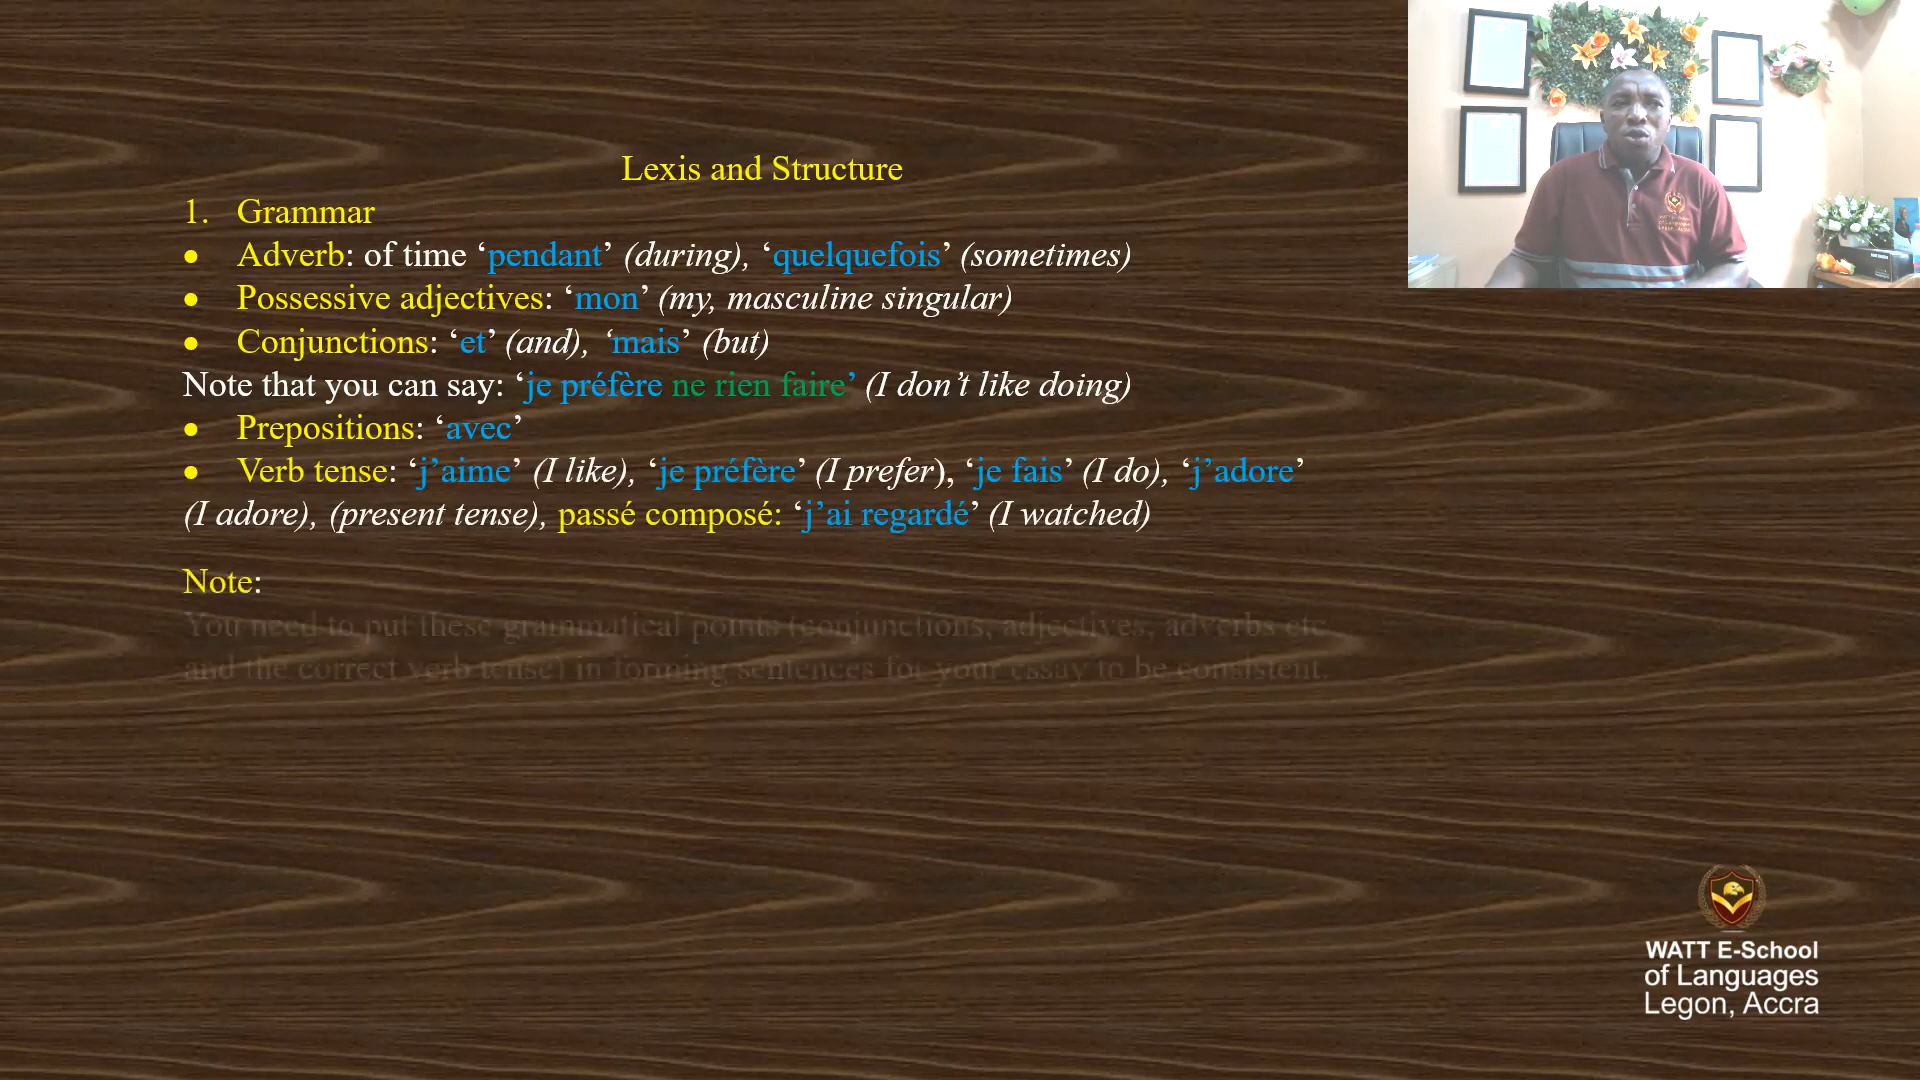 Lexis and Structure
1. Grammar
• Adverb: of time ‘pendant’ (during), ‘quelquefois’ (sometimes)
• Possessive adjectives: ‘mon’ (my, masculine singular)
• Conjunctions: ‘et’ (and), ‘mais’ (but)
Note that you can say: ‘je préfère ne rien faire’ (I don’t like doing)
• Prepositions: ‘avec’
• Verb tense: ‘j’aime’ (I like), ‘je préfère’ (I prefer), ‘je fais’ (I do), ‘j’adore’
(I adore), (present tense), passé composé: ‘j’ai regardé’ (I watched)
Note:
You need to put these grammatical points (conjunctions, adjectives, adverbs etc
and the correct verb tense) in forming sentences for your essay to be consistent.
WATT E-School
of Languages
Legon, Accra